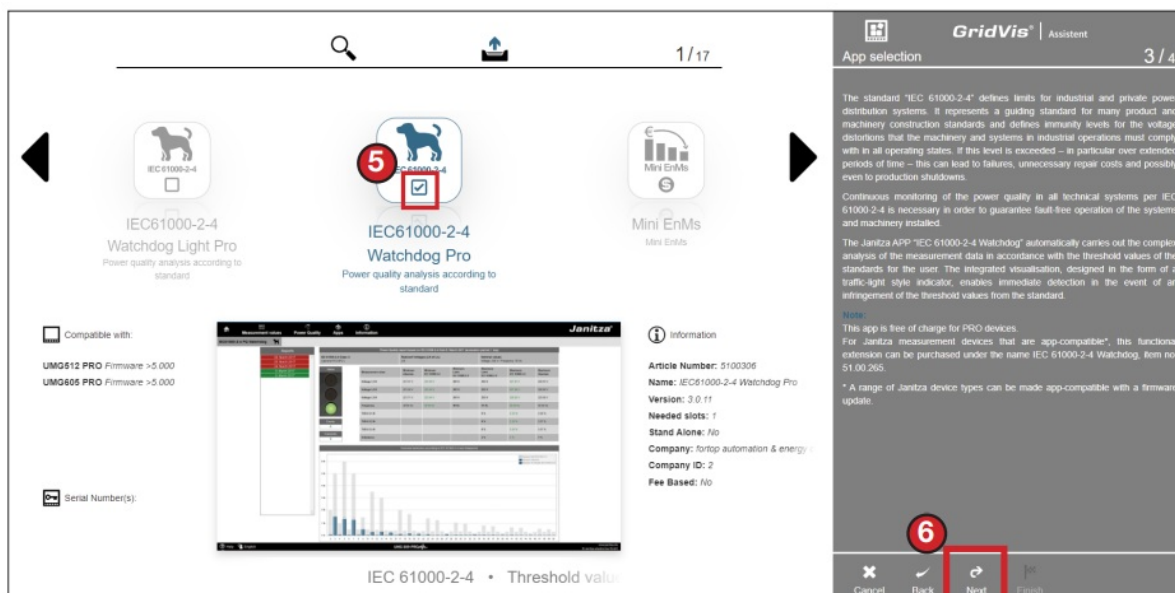 1/17
GridVis® | Assistent
App selection 3/4
IEC61000-2-4
5
IEC 61000-2-4
Mini EnMs
IEC61000-2-4
Watchdog Light Pro
Power quality analysis according to
standard
IEC61000-2-4
Watchdog Pro
Power quality analysis according to
standard
Mini EnMs
Mini EnMs
Compatible with:
UMG512 PRO Firmware >5.000
UMG605 PRO Firmware >5.000
Serial Number(s):
Measurement values Power Quality Apps Information Janitza®
IEC 61000-2-4 • Threshold valu
Information
Article Number: 5100306
Name: IEC61000-2-4 Watchdog Pro
Version: 3.0.11
Needed slots: 1
Stand Alone: No
Company: fortop automation & energy
Company ID: 2
Fee Based: No
The standard "IEC 61000-2-4" defines limits for industrial and private power
distribution systems. It represents a guiding standard for many product and
machinery construction standards and defines immunity levels for the voltage
distortions that the machinery and systems in industrial operations must comply
with in all operating states. If this level is exceeded – in particular over extended
periods of time – this can lead to failures, unnecessary repair costs and possibly
even to production shutdowns.
Continuous monitoring of the power quality in all technical systems per IEC
61000-2-4 is necessary in order to guarantee fault-free operation of the systems
and machinery installed.
The Janitza APP "IEC 61000-2-4 Watchdog" automatically carries out the complex
analysis of the measurement data in accordance with the threshold values of the
standards for the user. The integrated visualisation, designed in the form of a
traffic-light style indicator, enables immediate detection in the event of an
infringement of the threshold values from the standard.
Note:
This app is free of charge for PRO devices.
For Janitza measurement devices that are app-compatible*, this functional
extension can be purchased under the name IEC 61000-2-4 Watchdog, item no.
51.00.265.
* A range of Janitza device types can be made app-compatible with a firmware
update.
6
Cancel Back Next Finish